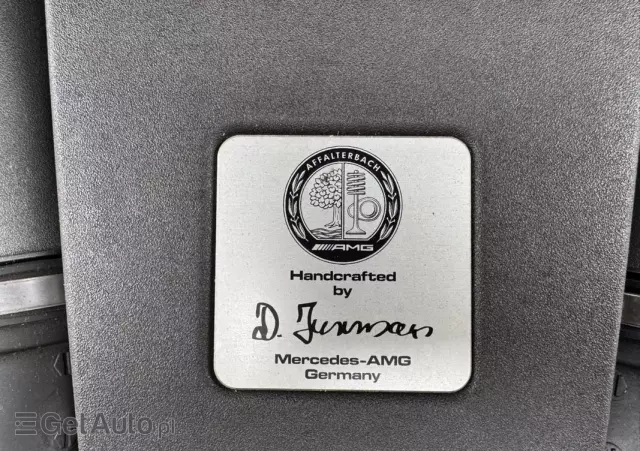 AFFALTERBACH
AMG
Handcrafted
by
D.
Mercedes-AMG
Germany
GetAuto.pl